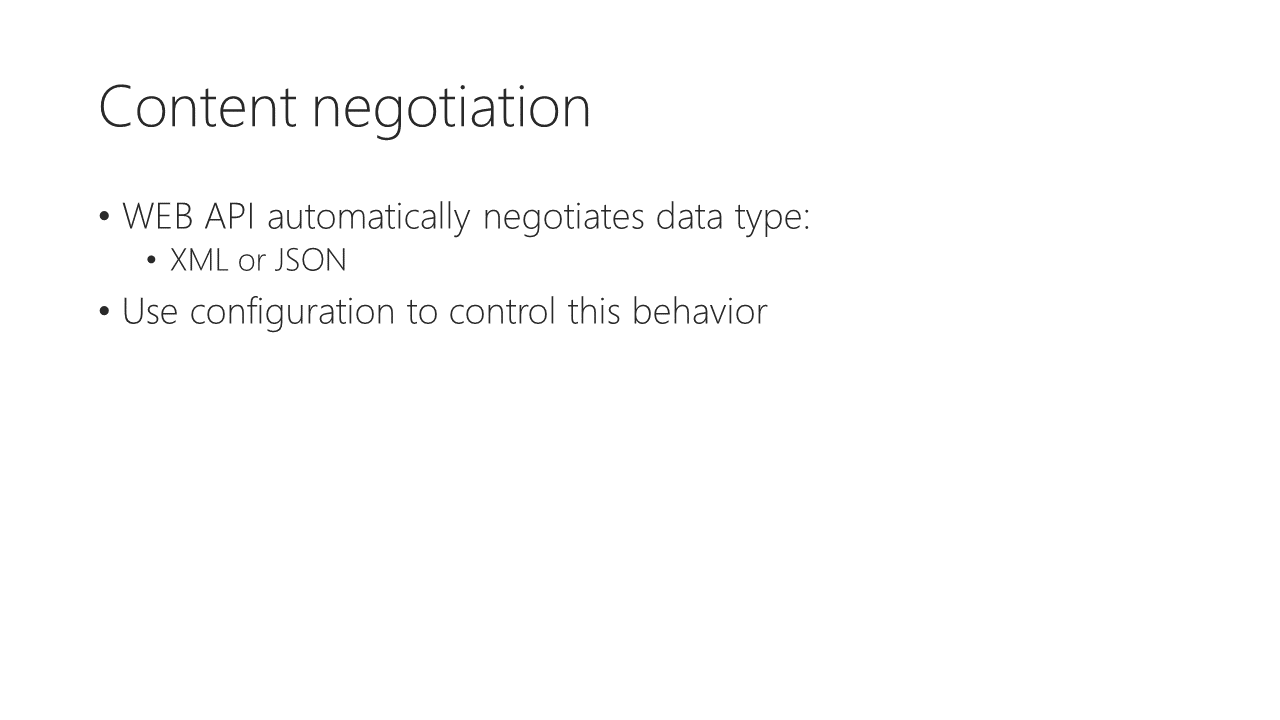 Content negotiation
• WEB API automatically negotiates data type:
• XML or JSON
• Use configuration to control this behavior